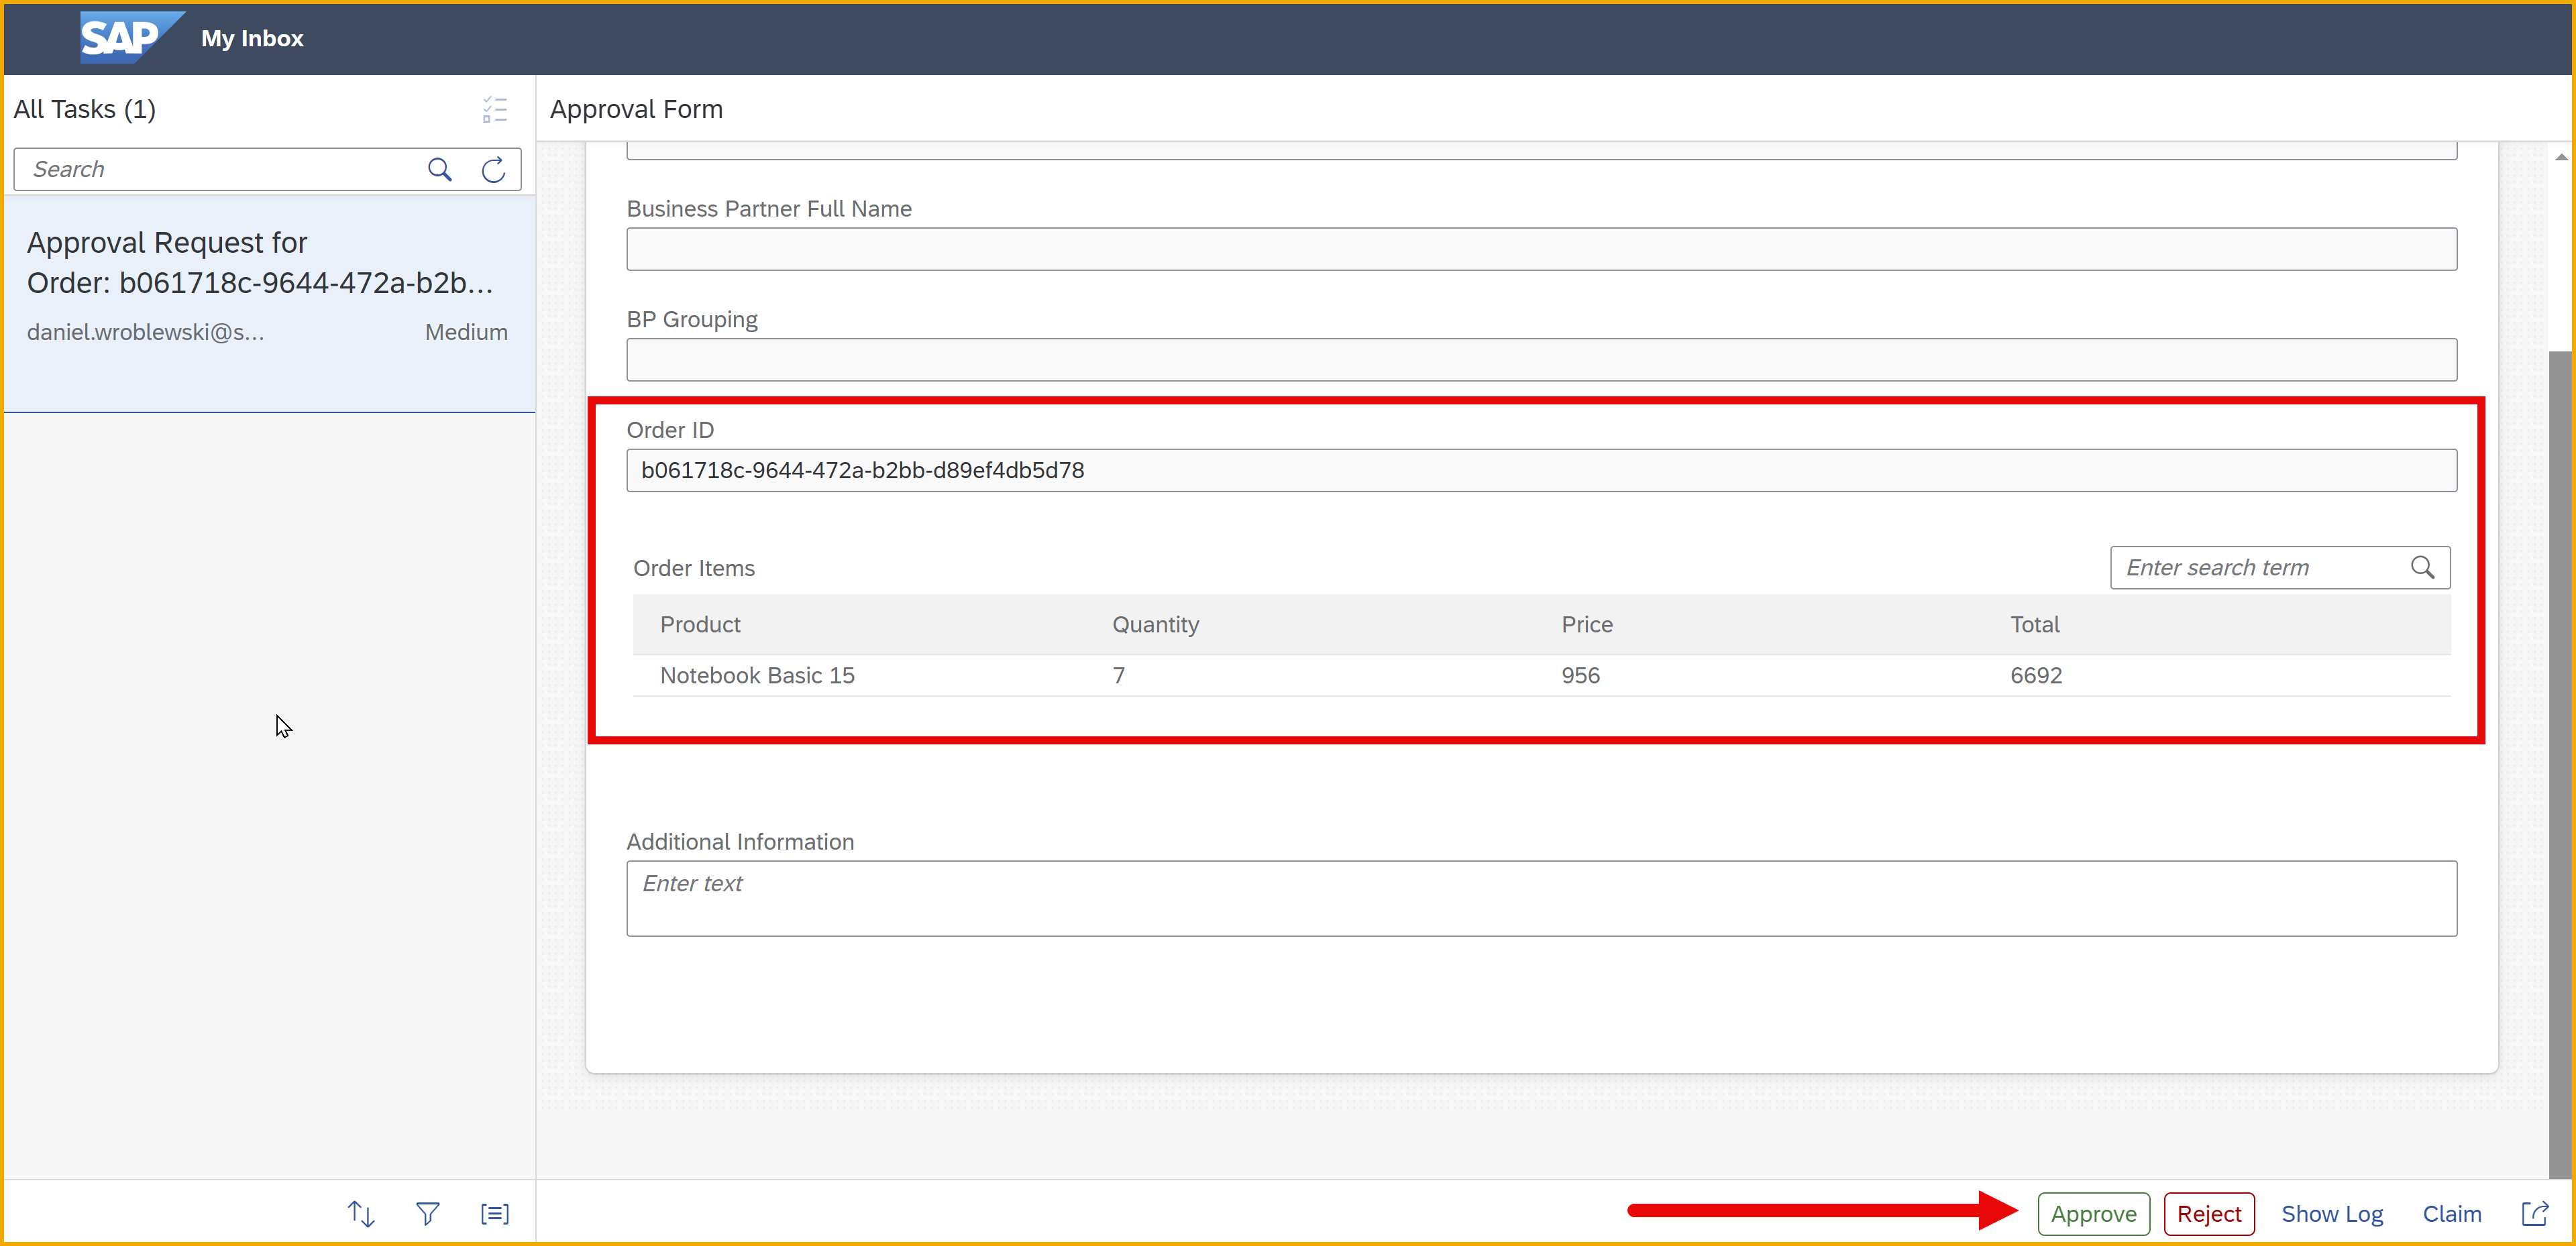 SAP My Inbox
All Tasks (1)
Search
Approval Request for
Order: b061718c-9644-472a-b2b...
daniel.wroblewski@s... Medium
Approval Form
Business Partner Full Name
BP Grouping
Order ID
b061718c-9644-472a-b2bb-d89ef4db5d78
Order Items Enter search term
Product Quantity Price Total
Notebook Basic 15 7 956 6692
Additional Information
Enter text
Approve Reject Show Log Claim